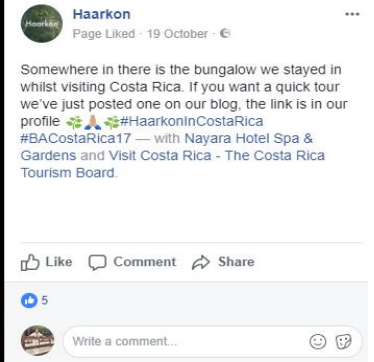 Haarkon
Haarkon
Page Liked · 19 October ·
Somewhere in there is the bungalow we stayed in
whilst visiting Costa Rica. If you want a quick tour
we've just posted one on our blog, the link is in our
profile 🌿🙏🏼🌿#HaarkonInCostaRica
#BACostaRica17 — with Nayara Hotel Spa &
Gardens and Visit Costa Rica - The Costa Rica
Tourism Board.
Like Comment Share
5
Write a comment...